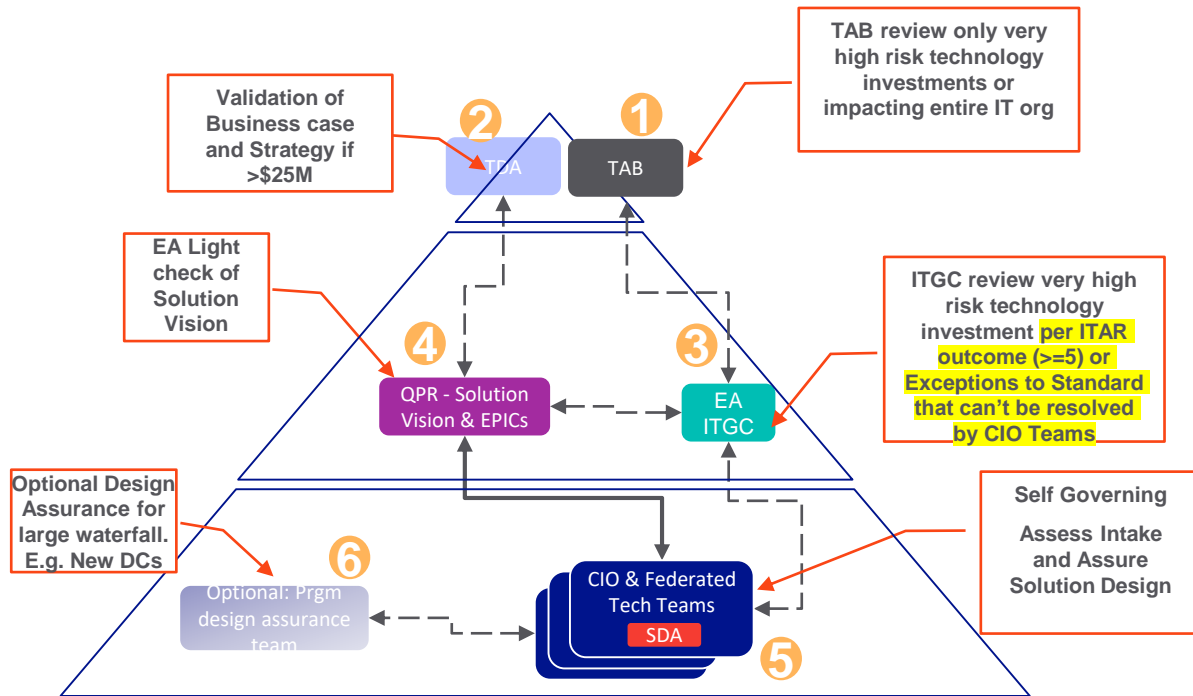 TAB review only very
high risk technology
investments or
impacting entire IT org
Validation of
Business case
and Strategy if
>$25M
2
1
TDA
TAB
EA Light
check of
Solution
Vision
ITGC review very high
risk technology
investment per ITAR
outcome (>=5) or
Exceptions to Standard
that can’t be resolved
by CIO Teams
4
3
QPR - Solution
Vision & EPICs
EA
ITGC
Optional Design
Assurance for
large waterfall.
E.g. New DCs
Self Governing
Assess Intake
and Assure
Solution Design
6
Optional: Prgm
design assurance
team
CIO & Federated
Tech Teams
SDA
5